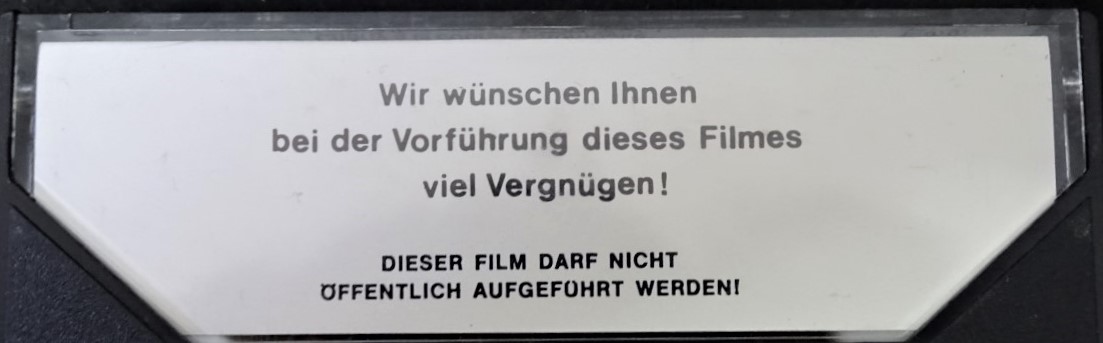 Wir wünschen Ihnen
bei der Vorführung dieses Filmes
viel Vergnügen!
DIESER FILM DARF NICHT
ÖFFENTLICH AUFGEFÜHRT WERDEN!